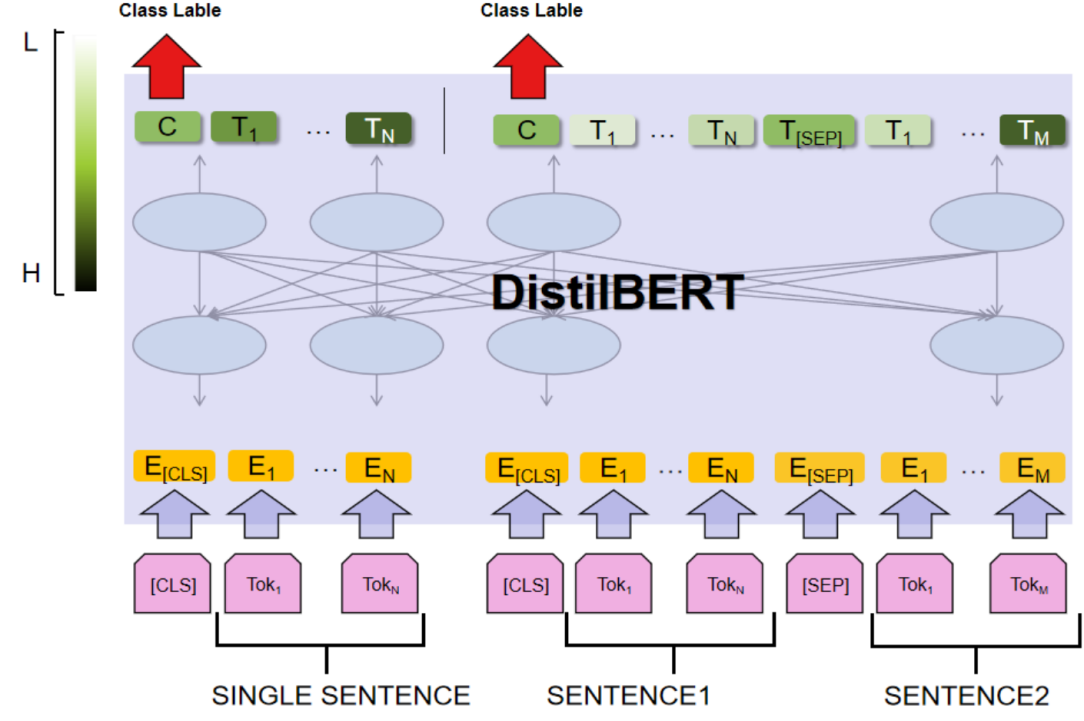 Class Lable Class Lable
L
C T1 ... TN C T1 ... TN T[SEP] T1 ... TM
H
DistilBERT
E[CLS] E1 ... EN E[CLS] E1 ... EN E[SEP] E1 ... EM
[CLS] Tok1 TokN [CLS] Tok1 TokN [SEP] Tok1 TokM
SINGLE SENTENCE SENTENCE1 SENTENCE2